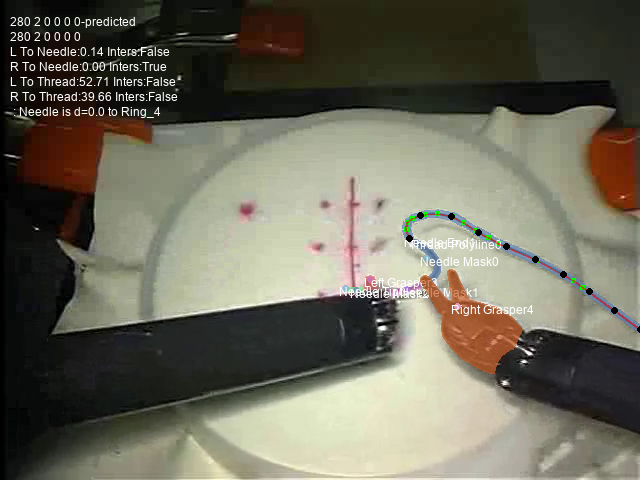 280 2 0 0 0 0-predicted
280 2 0 0 0 0
L To Needle:0.14 Inters:False
R To Needle:0.00 Inters:True
L To Thread:52.71 Inters:False
R To Thread:39.66 Inters:False
: Needle is d=0.0 to Ring_4
Needle Mask0
Left Grasper3
Right Grasper4